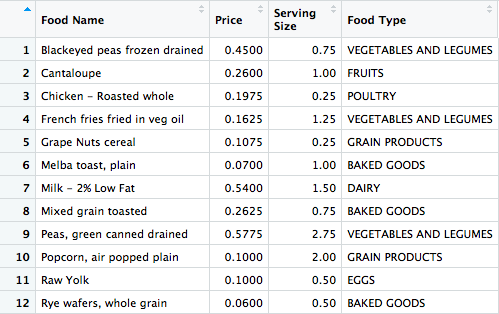 Food Name Price Serving Size Food Type
1 Blackeyed peas frozen drained 0.4500 0.75 VEGETABLES AND LEGUMES
2 Cantaloupe 0.2600 1.00 FRUITS
3 Chicken - Roasted whole 0.1975 0.25 POULTRY
4 French fries fried in veg oil 0.1625 1.25 VEGETABLES AND LEGUMES
5 Grape Nuts cereal 0.1075 0.25 GRAIN PRODUCTS
6 Melba toast, plain 0.0700 1.00 BAKED GOODS
7 Milk - 2% Low Fat 0.5400 1.50 DAIRY
8 Mixed grain toasted 0.2625 0.75 BAKED GOODS
9 Peas, green canned drained 0.5775 2.75 VEGETABLES AND LEGUMES
10 Popcorn, air popped plain 0.1000 2.00 GRAIN PRODUCTS
11 Raw Yolk 0.1000 0.50 EGGS
12 Rye wafers, whole grain 0.0600 0.50 BAKED GOODS